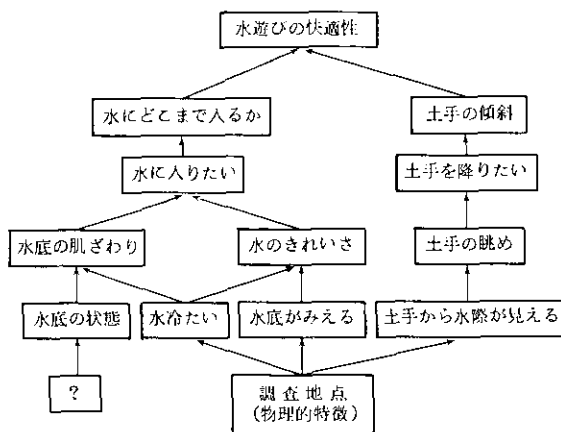 水遊びの快適性
水にどこまで入るか
土手の傾斜
水に入りたい
土手を降りたい
水底の肌ざわり
水のきれいさ
土手の眺め
水底の状態
水冷たい
水底がみえる
土手から水際が見える
?
調査地点
(物理的特徴)